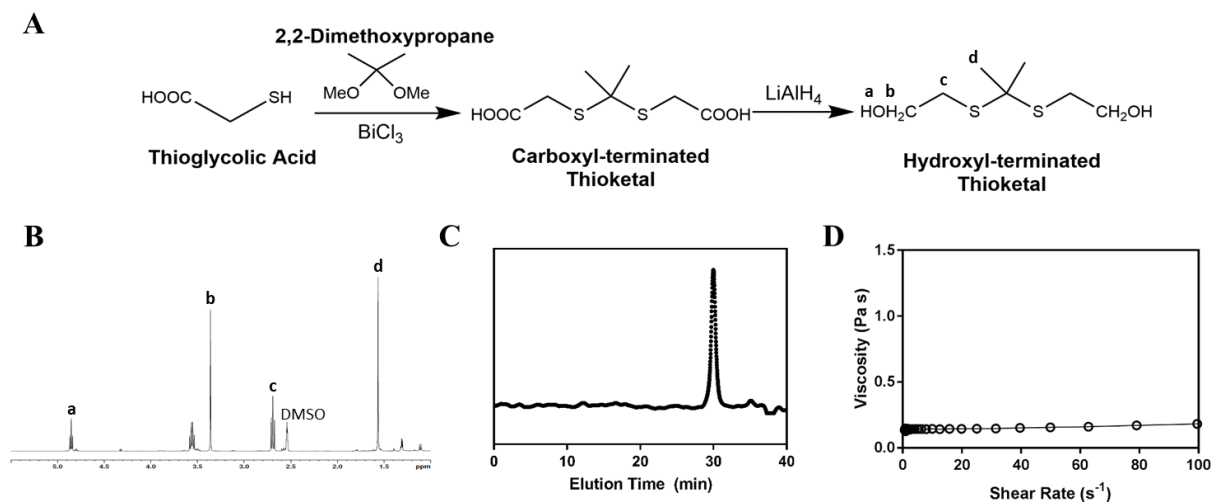 A
2,2-Dimethoxypropane
MeO OMe
HOOC SH
BiCl3
Thioglycolic Acid
HOOC S S COOH
Carboxyl-terminated
Thioketal
LiAlH4
a b c d
HOH2C S S CH2OH
Hydroxyl-terminated
Thioketal
B
a
b
c
DMSO
d
5.0 4.5 4.0 3.5 3.0 2.5 2.0 1.5 ppm
C
0 10 20 30 40
Elution Time (min)
D
Viscosity (Pa s)
1.5
1.0
0.5
0.0
0 20 40 60 80 100
Shear Rate (s-1)